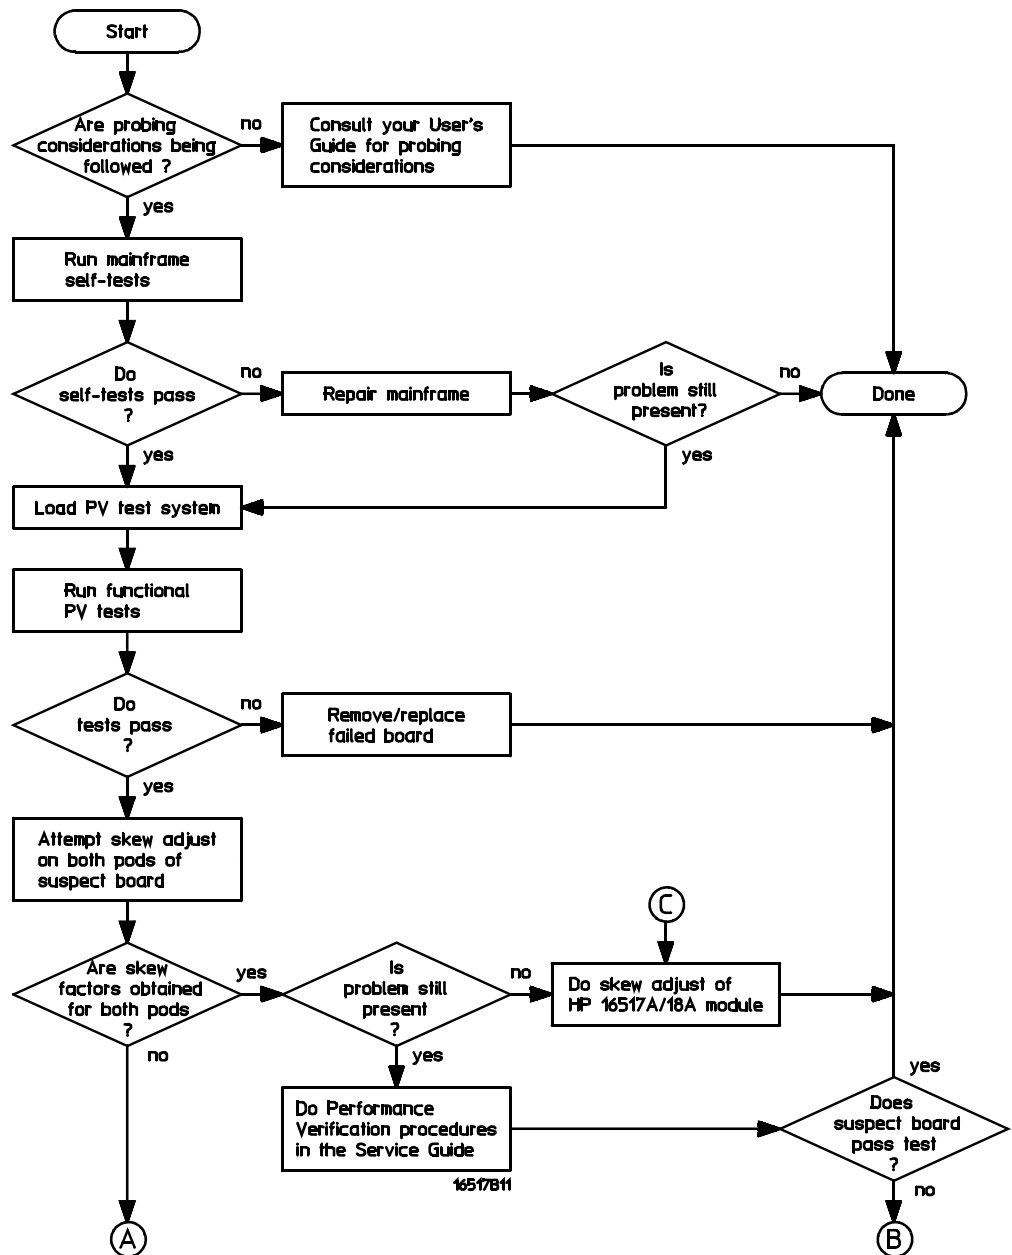 Start
Are probing
considerations being
followed ?
no
Consult your User's
Guide for probing
considerations
yes
Run mainframe
self-tests
Do
self-tests pass
?
no
Repair mainframe
Is
problem still
present?
no
Done
yes
yes
Load PV test system
Run functional
PV tests
Do
tests pass
?
no
Remove/replace
failed board
yes
Attempt skew adjust
on both pods of
suspect board
C
Are skew
factors obtained
for both pods
?
yes
Is
problem still
present
?
no
Do skew adjust of
HP 16517A/18A module
no
yes
yes
Do Performance
Verification procedures
in the Service Guide
Does
suspect board
pass test
?
16517B11
no
A
B